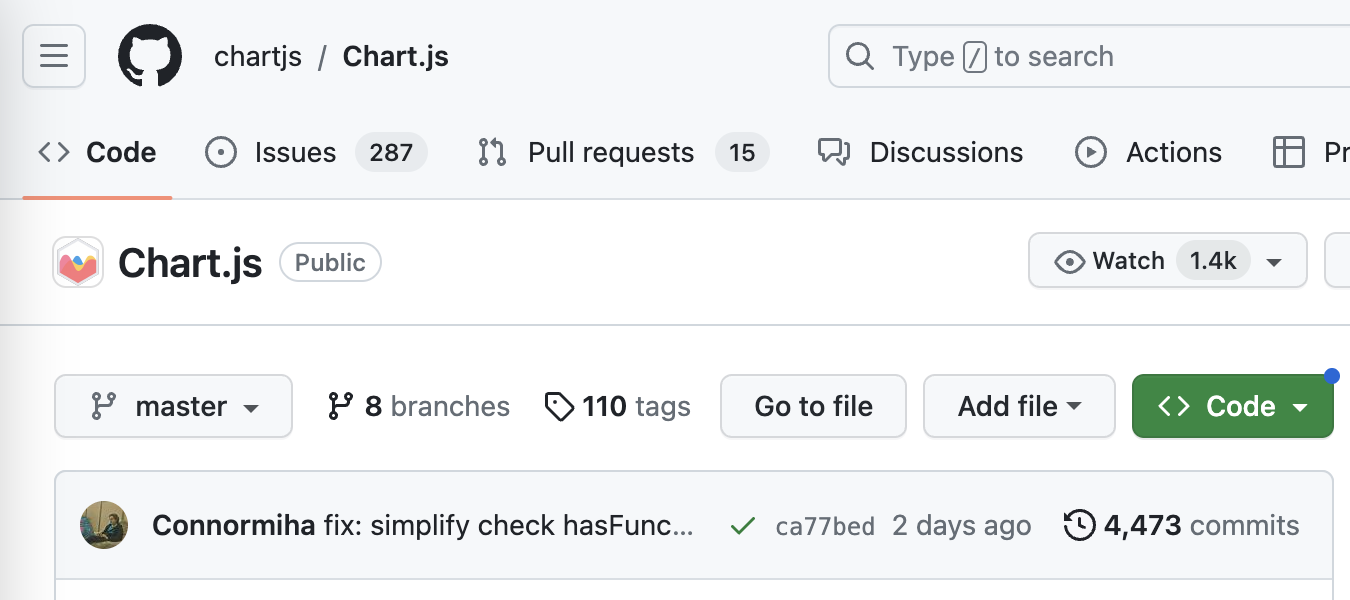 chartjs / Chart.js
Type / to search
Code Issues 287 Pull requests 15 Discussions Actions Pr
Chart.js Public Watch 1.4k
master 8 branches 110 tags Go to file Add file Code
Connormiha fix: simplify check hasFunc... ca77bed 2 days ago 4,473 commits